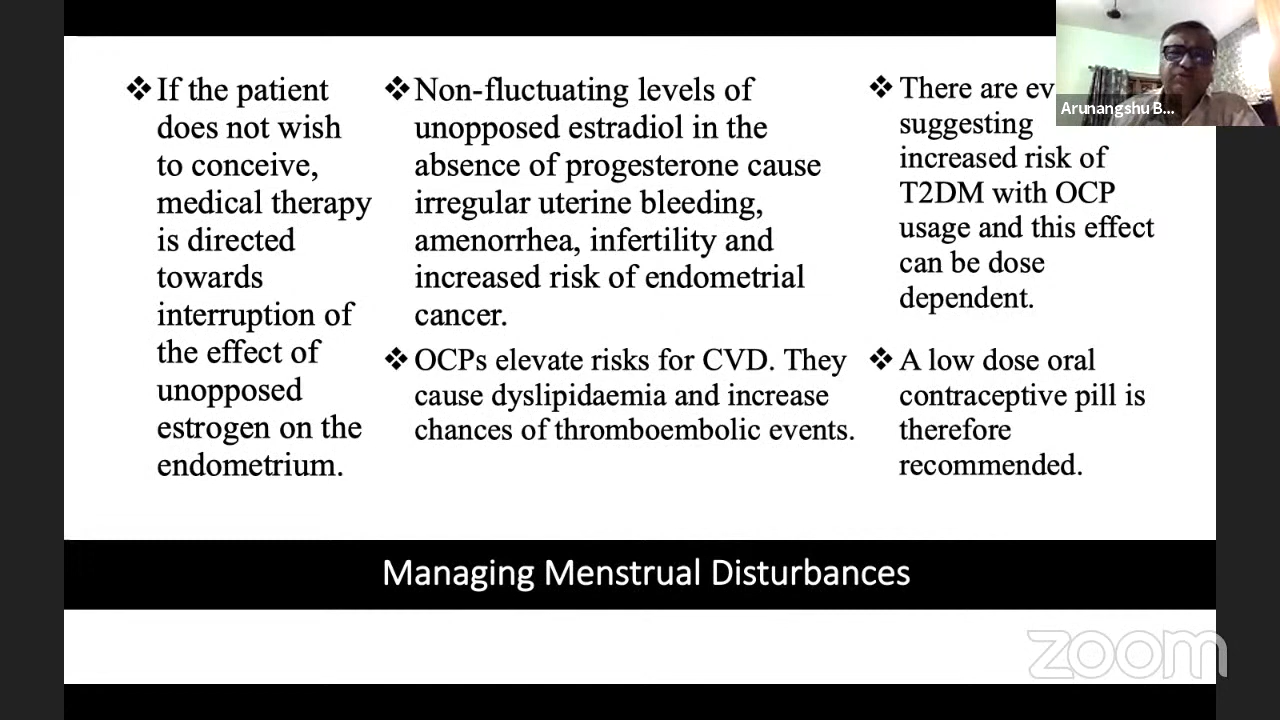 ❖If the patient
does not wish
to conceive,
medical therapy
is directed
towards
interruption of
the effect of
unopposed
estrogen on the
endometrium.
❖Non-fluctuating levels of
unopposed estradiol in the
absence of progesterone cause
irregular uterine bleeding,
amenorrhea, infertility and
increased risk of endometrial
cancer.
❖OCPs elevate risks for CVD. They
cause dyslipidaemia and increase
chances of thromboembolic events.
❖There are
suggesting
increased risk of
T2DM with OCP
usage and this effect
can be dose
dependent.
❖A low dose oral
contraceptive pill is
therefore
recommended.
Arunangshu B...
Managing Menstrual Disturbances
zoom